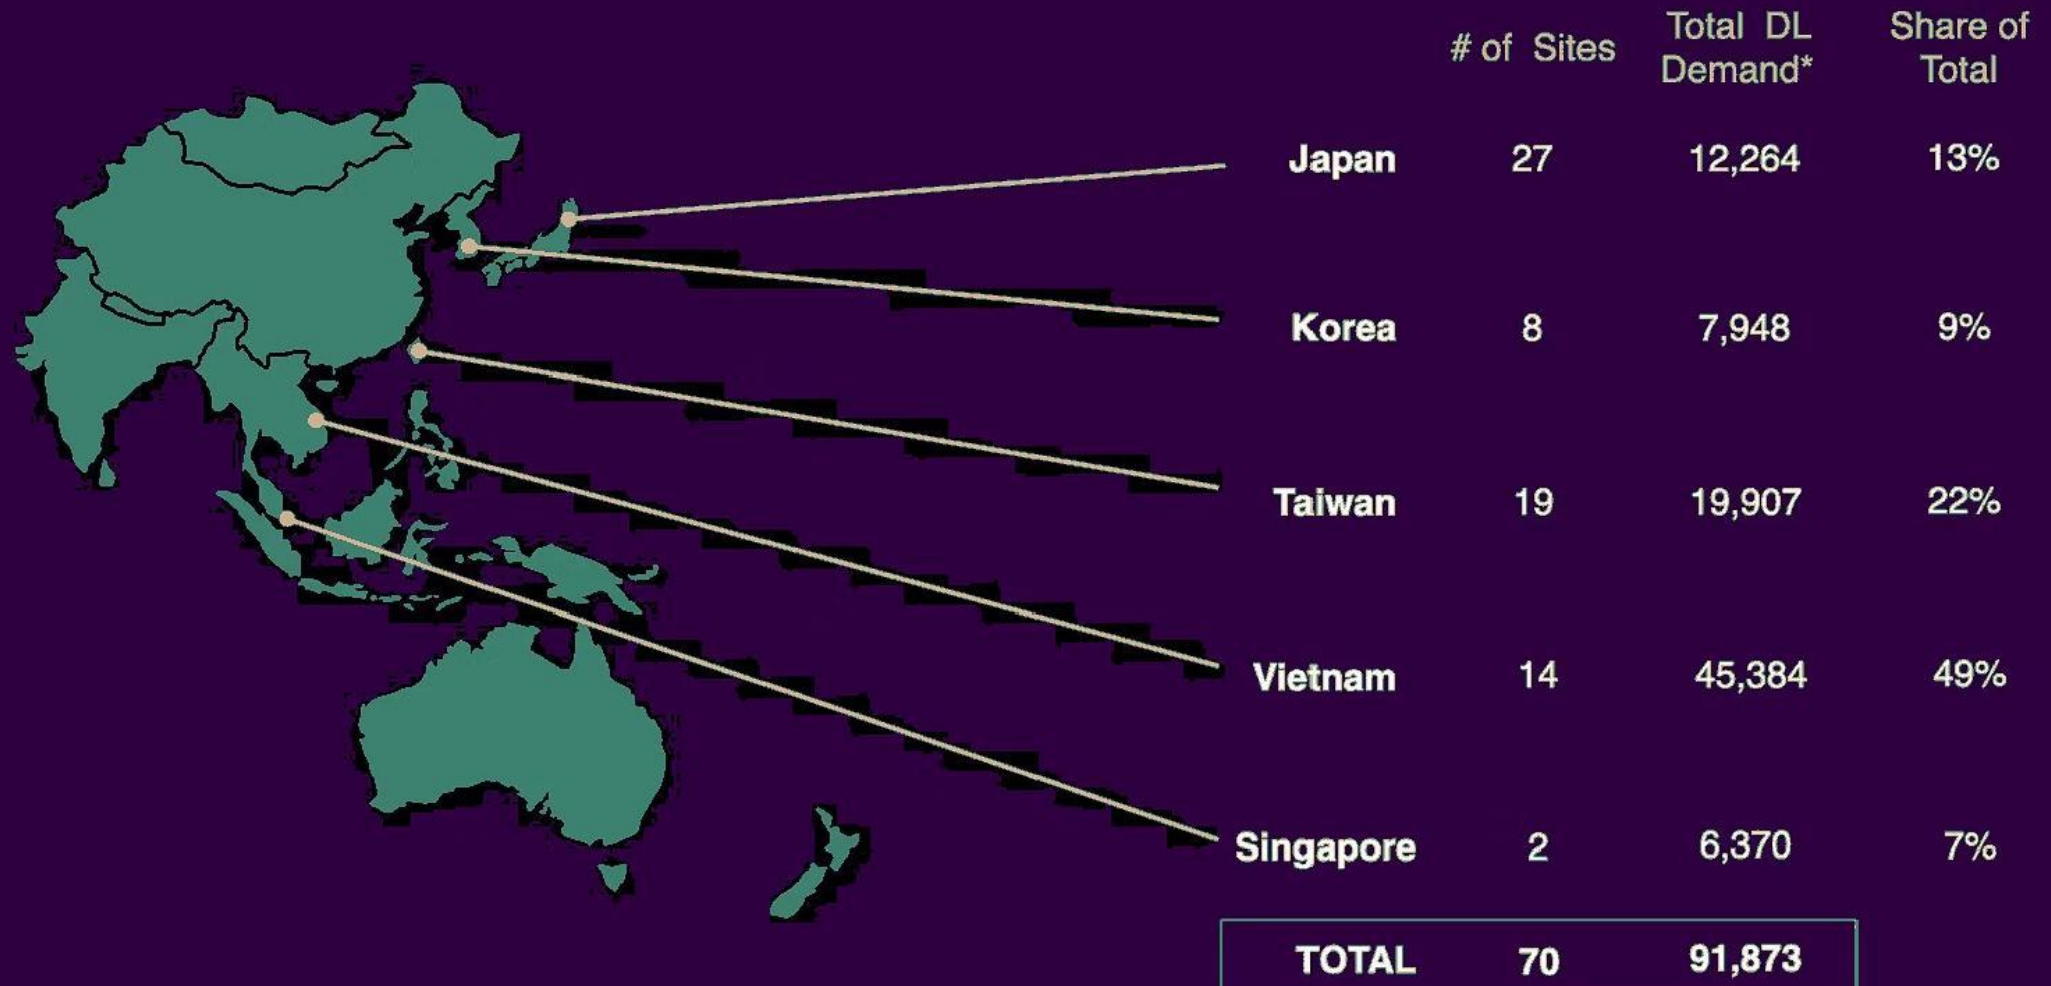 # of Sites
Total DL
Demand*
Share of
Total
Japan 27 12,264 13%
Korea 8 7,948 9%
Taiwan 19 19,907 22%
Vietnam 14 45,384 49%
Singapore 2 6,370 7%
TOTAL 70 91,873